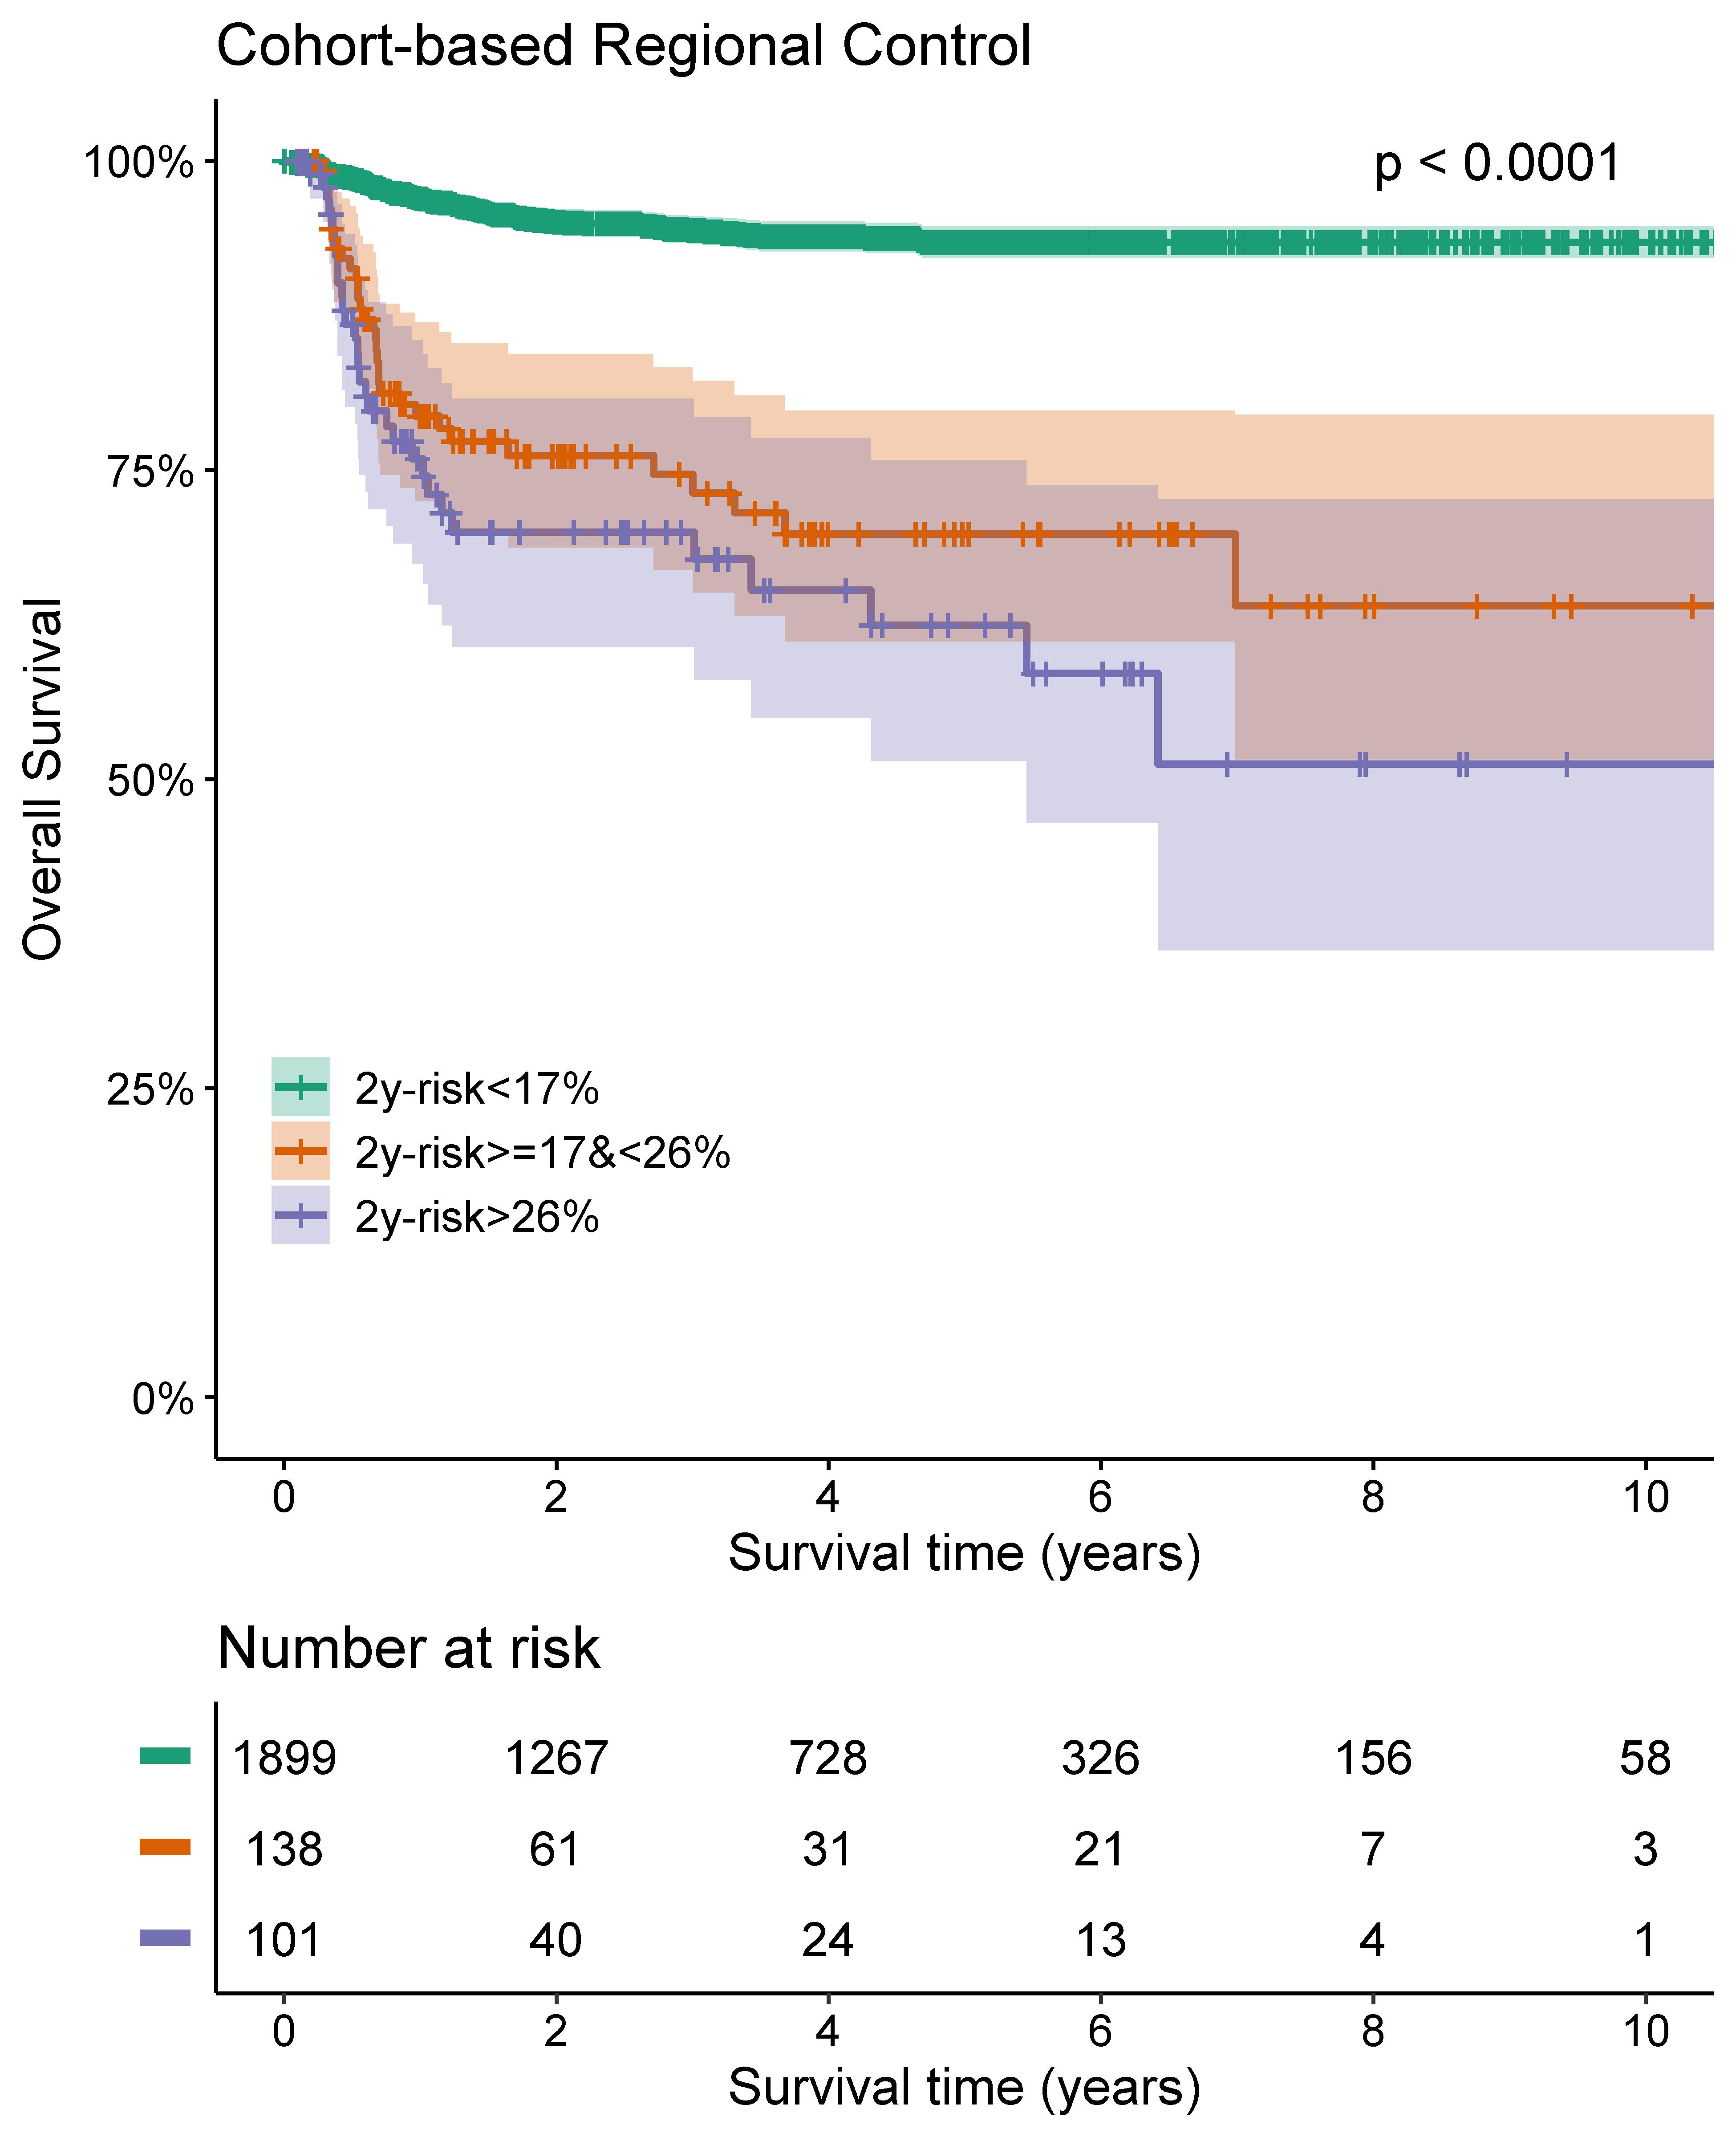 Cohort-based Regional Control
p < 0.0001
100%
75%
50%
25%
0%
Overall Survival
2y-risk<17%
2y-risk>=17&<26%
2y-risk>26%
0 2 4 6 8 10
Survival time (years)
Number at risk
1899 1267 728 326 156 58
138 61 31 21 7 3
101 40 24 13 4 1
0 2 4 6 8 10
Survival time (years)